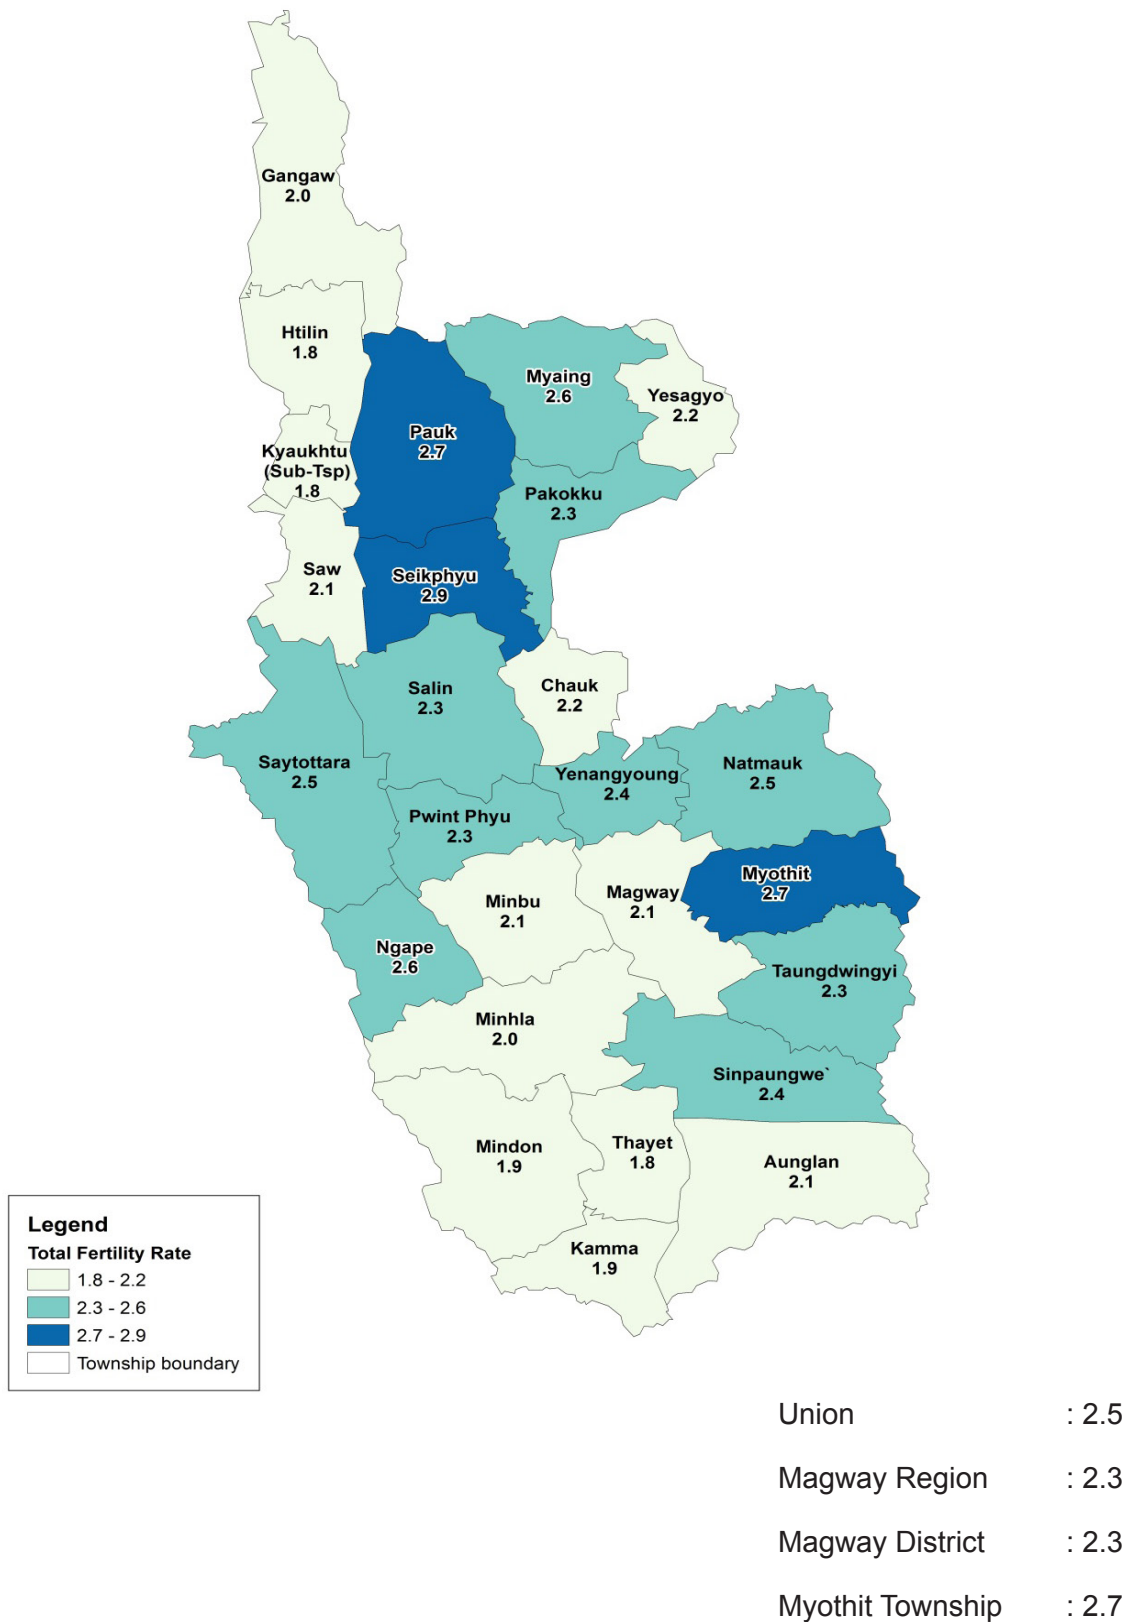 Gangaw
2.0
Htilin
1.8
Myaing
2.6
Yesagyo
2.2
Pauk
2.7
Kyaukhtu
(Sub-Tsp)
1.8
Pakokku
2.3
Saw
2.1
Seikphyu
2.9
Salin
2.3
Chauk
2.2
Saytottara
2.5
Yenangyoung
2.4
Natmauk
2.5
Pwint Phyu
2.3
Myothit
2.7
Minbu
2.1
Magway
2.1
Ngape
2.6
Taungdwingyi
2.3
Minhla
2.0
Sinpaungwe`
2.4
Mindon
1.9
Thayet
1.8
Aunglan
2.1
Kamma
1.9
Legend
Total Fertility Rate
1.8 - 2.2
2.3 - 2.6
2.7 - 2.9
Township boundary
Union : 2.5
Magway Region : 2.3
Magway District : 2.3
Myothit Township : 2.7